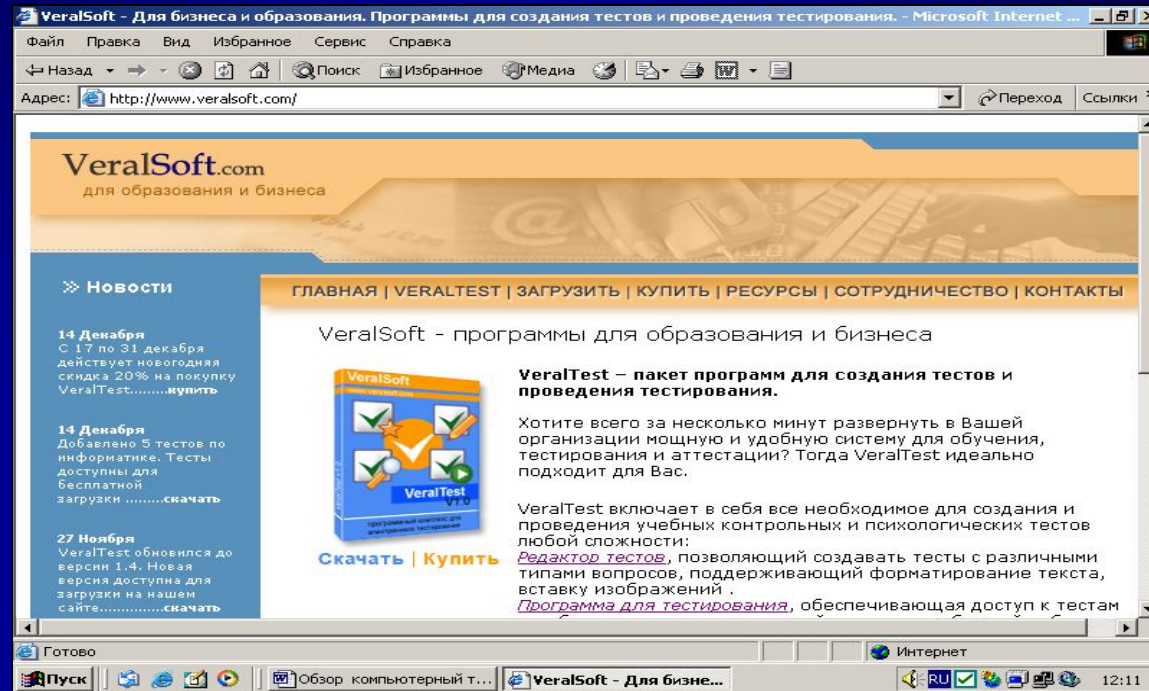 VeralSoft - Для бизнеса и образования. Программы для создания тестов и проведения тестирования. - Microsoft Internet ...
Файл Правка Вид Избранное Сервис Справка
Назад Поиск Избранное Медиа
Адрес: http://www.veralsoft.com/ Переход Ссылки
VeralSoft.com
для образования и бизнеса
Новости
ГЛАВНАЯ | VERALTEST | ЗАГРУЗИТЬ | КУПИТЬ | РЕСУРСЫ | СОТРУДНИЧЕСТВО | КОНТАКТЫ
14 Декабря
С 17 по 31 декабря
действует новогодняя
скидка 20% на покупку
VeralTest........купить
14 Декабря
Добавлено 5 тестов по
информатике. Тесты
доступны для
бесплатной
загрузки ........скачать
27 Ноября
VeralTest обновился до
версии 1.4. Новая
версия доступна для
загрузки на нашем
сайте..............скачать
VeralSoft - программы для образования и бизнеса
VeralSoft
VeralTest
V1.0
программный комплекс для
электронного тестирования
Скачать | Купить
VeralTest – пакет программ для создания тестов и
проведения тестирования.
Хотите всего за несколько минут развернуть в Вашей
организации мощную и удобную систему для обучения,
тестирования и аттестации? Тогда VeralTest идеально
подходит для Вас.
VeralTest включает в себя все необходимое для создания и
проведения учебных контрольных и психологических тестов
любой сложности:
Редактор тестов, позволяющий создавать тесты с различными
типами вопросов, поддерживающий форматирование текста,
вставку изображений .
Программа для тестирования, обеспечивающая доступ к тестам
Готово Интернет
Пуск Обзор компьютерный т... VeralSoft - Для бизне... RU 12:11